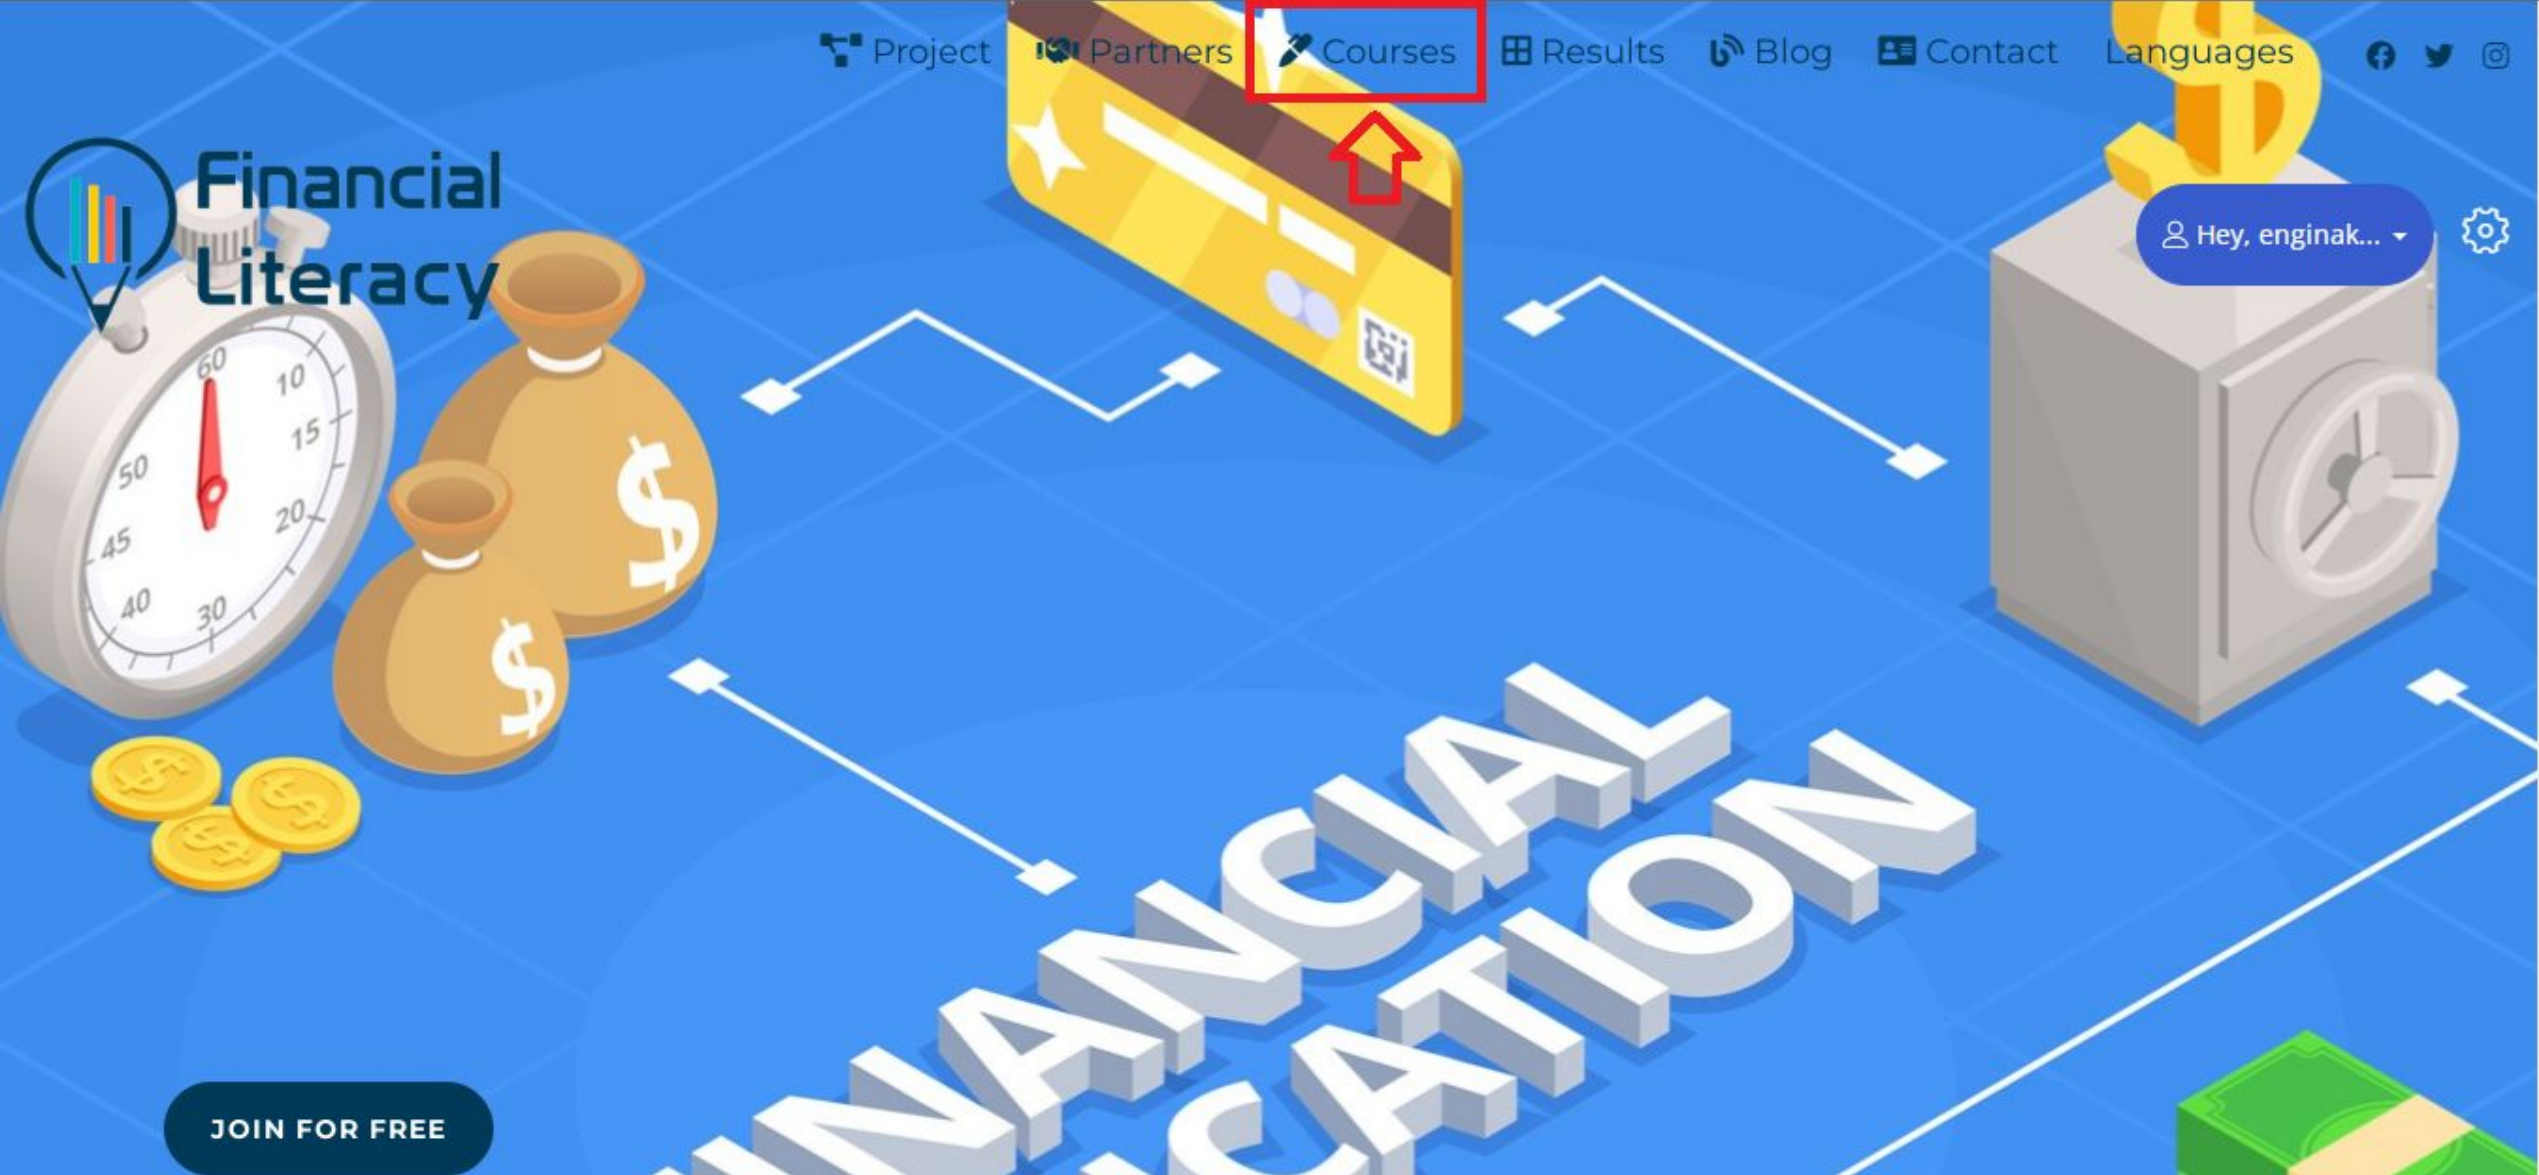 Project Partners Courses Results Blog Contact Languages
Financial
Literacy
Hey, enginak...
60
10
15
20
30
40
45
50
$
$
$
INANCIAL
CATION
JOIN FOR FREE